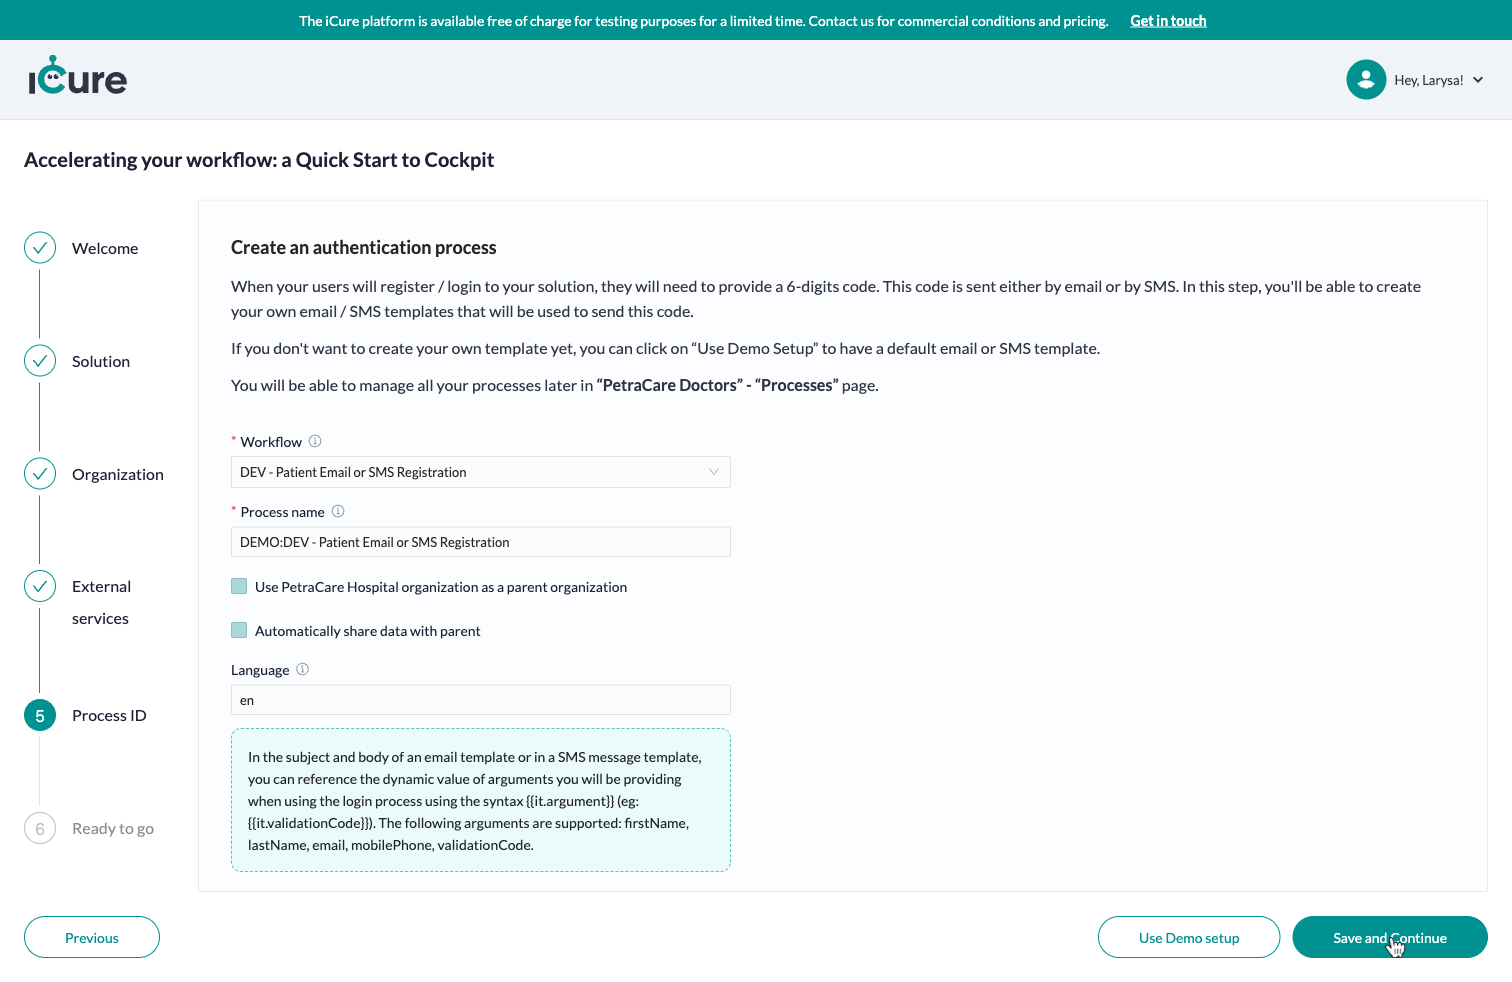 The iCure platform is available free of charge for testing purposes for a limited time. Contact us for commercial conditions and pricing. Get in touch
iCure
Hey, Larysa!
Accelerating your workflow: a Quick Start to Cockpit
Welcome
Solution
Organization
External
services
5 Process ID
6 Ready to go
Create an authentication process
When your users will register / login to your solution, they will need to provide a 6-digits code. This code is sent either by email or by SMS. In this step, you'll be able to create
your own email / SMS templates that will be used to send this code.
If you don't want to create your own template yet, you can click on “Use Demo Setup” to have a default email or SMS template.
You will be able to manage all your processes later in “PetraCare Doctors” - “Processes” page.
* Workflow
DEV - Patient Email or SMS Registration
* Process name
DEMO:DEV - Patient Email or SMS Registration
Use PetraCare Hospital organization as a parent organization
Automatically share data with parent
Language
en
In the subject and body of an email template or in a SMS message template,
you can reference the dynamic value of arguments you will be providing
when using the login process using the syntax {{it.argument}} (eg:
{{it.validationCode}}). The following arguments are supported: firstName,
lastName, email, mobilePhone, validationCode.
Previous
Use Demo setup
Save and Continue